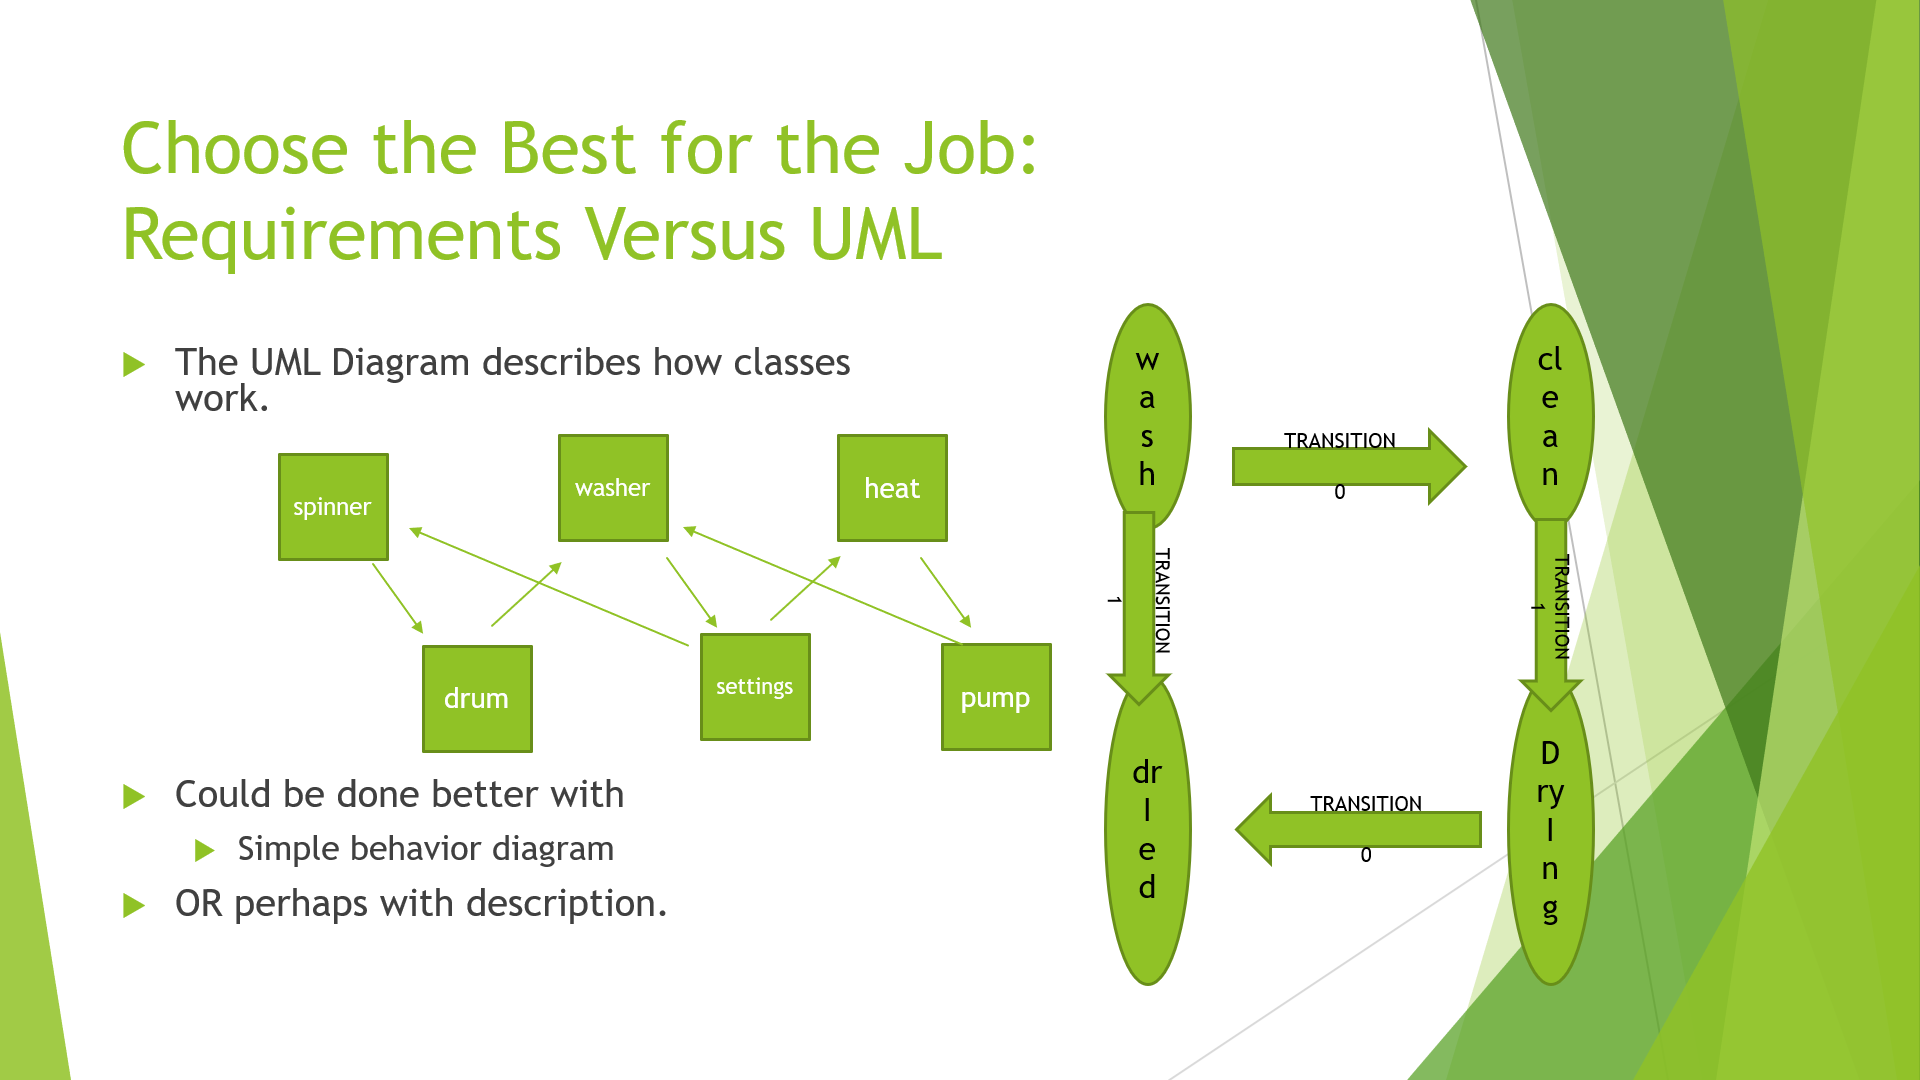 Choose the Best for the Job:
Requirements Versus UML
The UML Diagram describes how classes
work.
spinner
washer
heat
drum
settings
pump
Could be done better with
Simple behavior diagram
OR perhaps with description.
w
a
s
h
TRANSITION
0
cl
e
a
n
TRANSITION
1
TRANSITION
1
dr
I
e
d
TRANSITION
0
D
ry
I
n
g